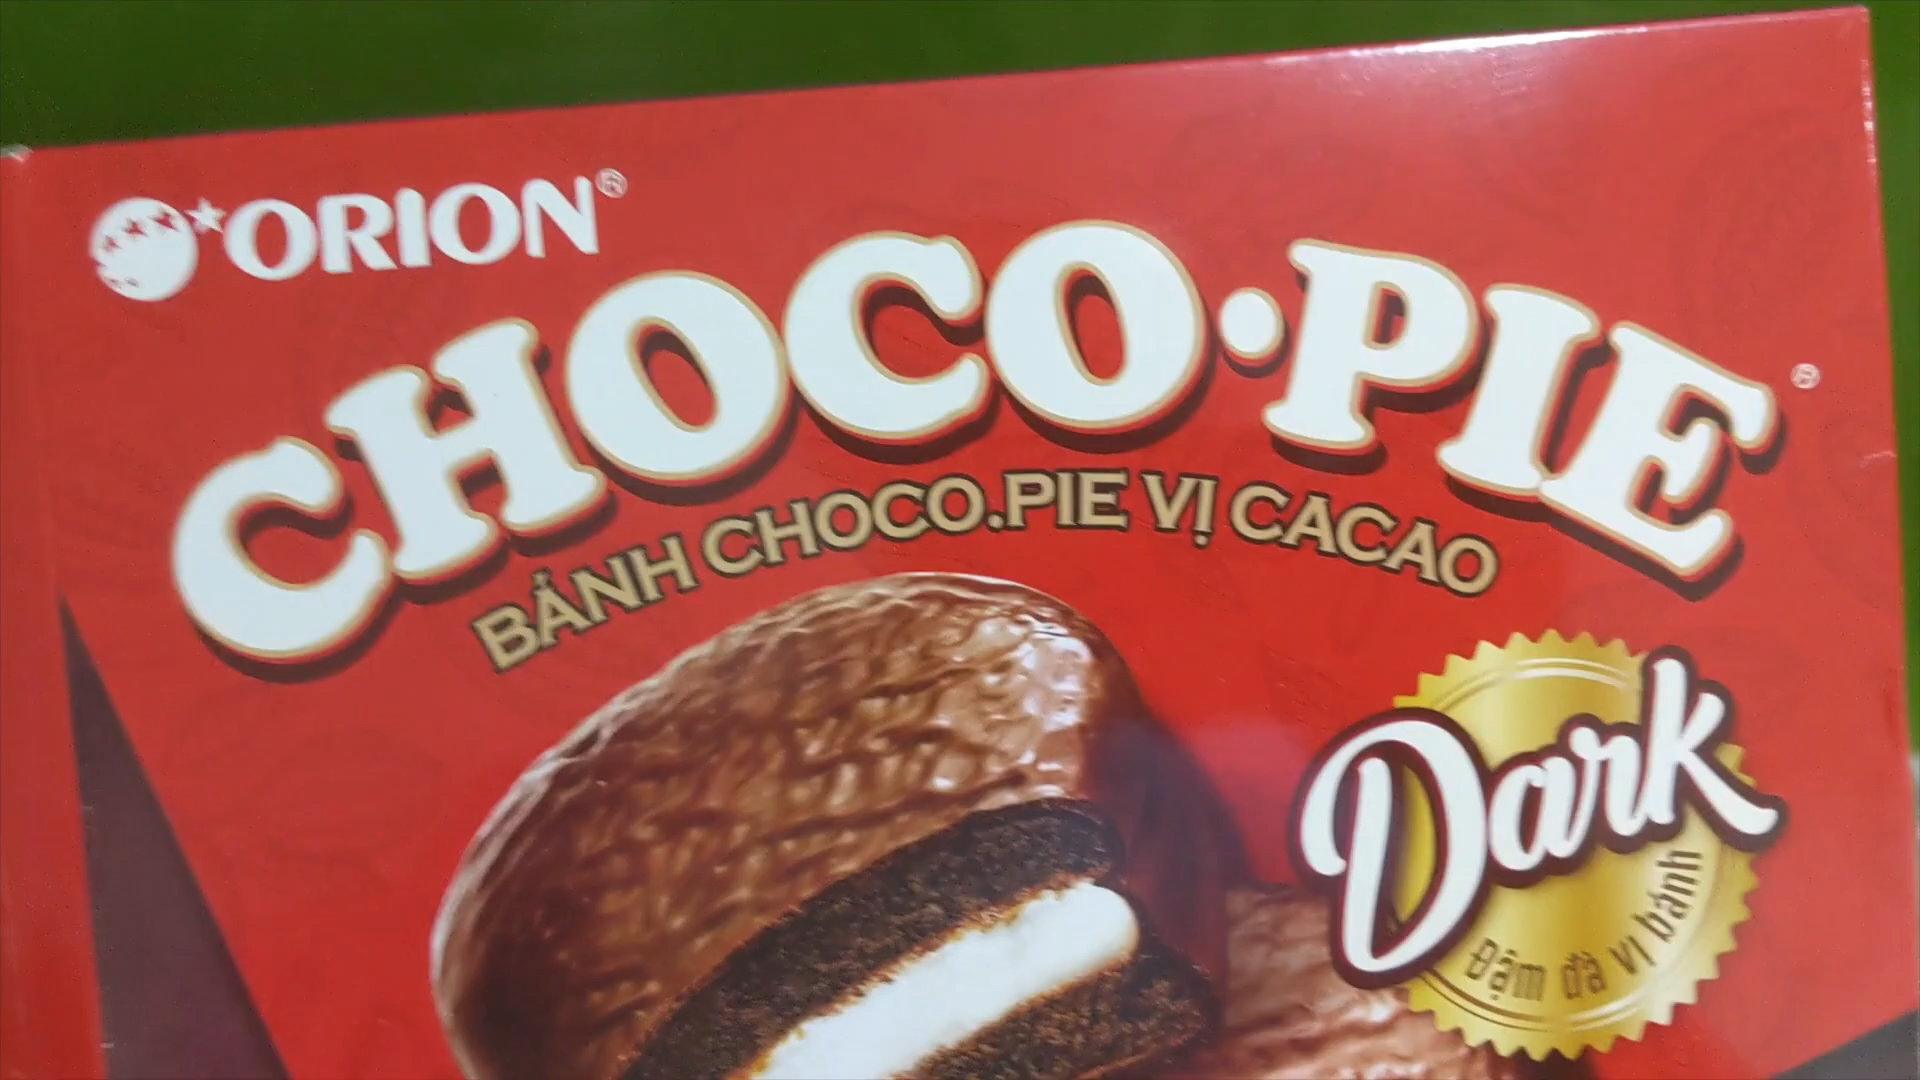 ORION®
CHOCO·PIE®
BÁNH CHOCO.PIE VỊ CACAO
Dark
Đậm đà vị bánh